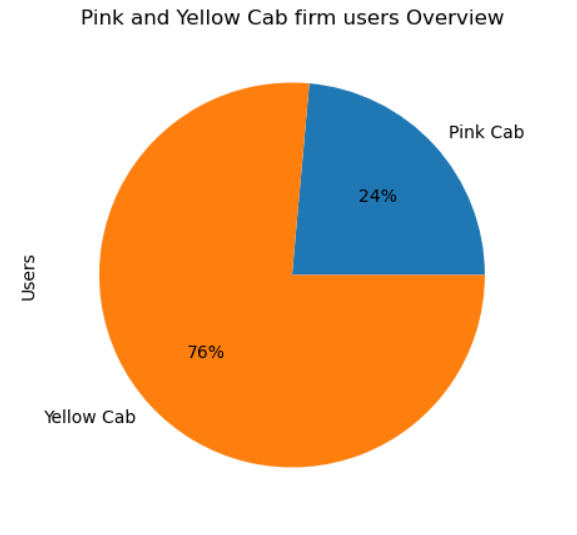 Pink and Yellow Cab firm users Overview
Pink Cab
24%
Users
76%
Yellow Cab